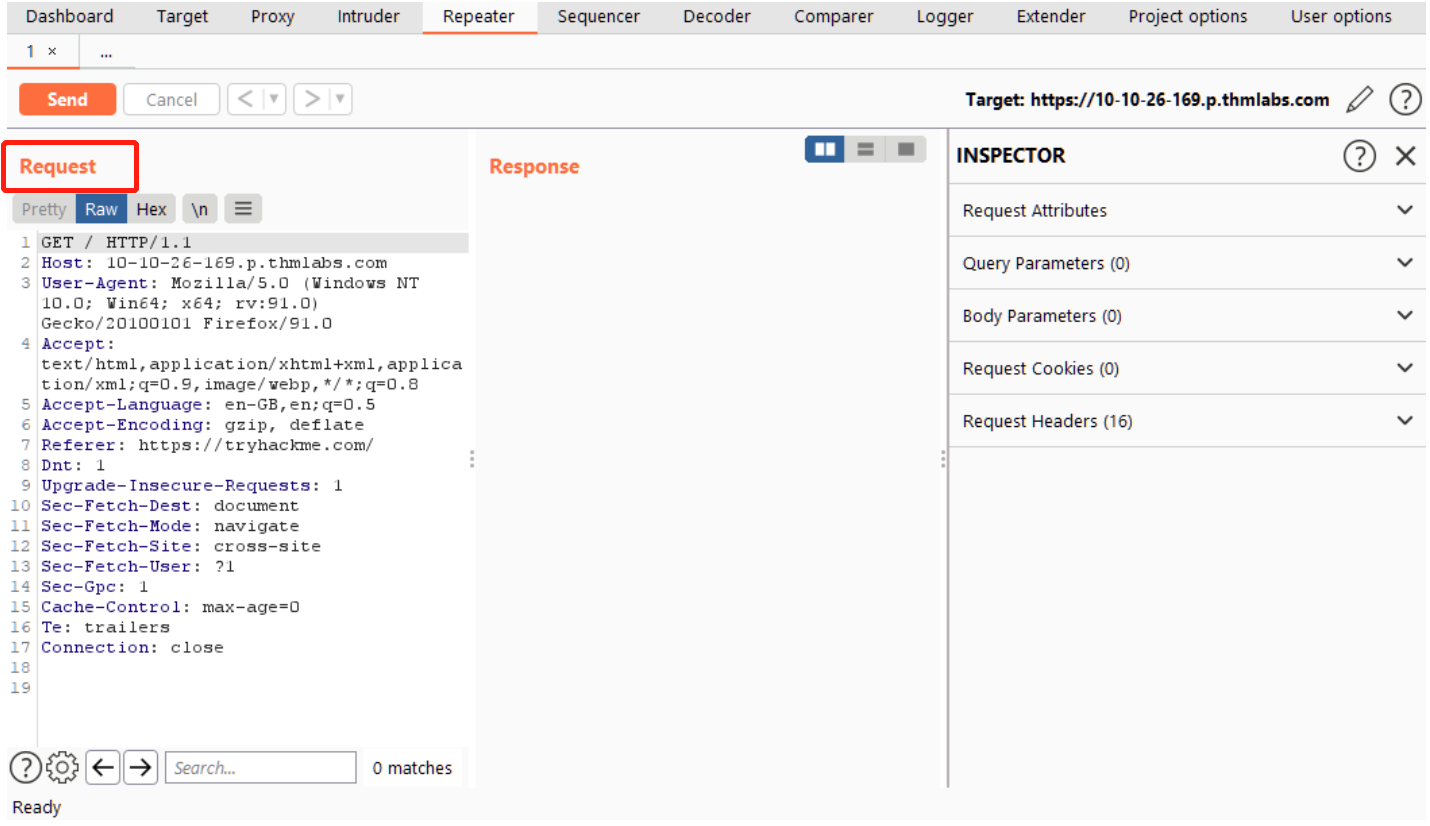 Dashboard Target Proxy Intruder Repeater Sequencer Decoder Comparer Logger Extender Project options User options
1 × ...
Send Cancel < ▼ > ▼ Target: https://10-10-26-169.p.thmlabs.com ?
Request
Pretty Raw Hex \n
1 GET / HTTP/1.1
2 Host: 10-10-26-169.p.thmlabs.com
3 User-Agent: Mozilla/5.0 (Windows NT
10.0; Win64; x64; rv:91.0)
Gecko/20100101 Firefox/91.0
4 Accept:
text/html,application/xhtml+xml,applica
tion/xml;q=0.9,image/webp,*/*;q=0.8
5 Accept-Language: en-GB,en;q=0.5
6 Accept-Encoding: gzip, deflate
7 Referer: https://tryhackme.com/
8 Dnt: 1
9 Upgrade-Insecure-Requests: 1
10 Sec-Fetch-Dest: document
11 Sec-Fetch-Mode: navigate
12 Sec-Fetch-Site: cross-site
13 Sec-Fetch-User: ?1
14 Sec-Gpc: 1
15 Cache-Control: max-age=0
16 Te: trailers
17 Connection: close
18
19
? Search... 0 matches
Ready
Response
INSPECTOR ?
Request Attributes
Query Parameters (0)
Body Parameters (0)
Request Cookies (0)
Request Headers (16)